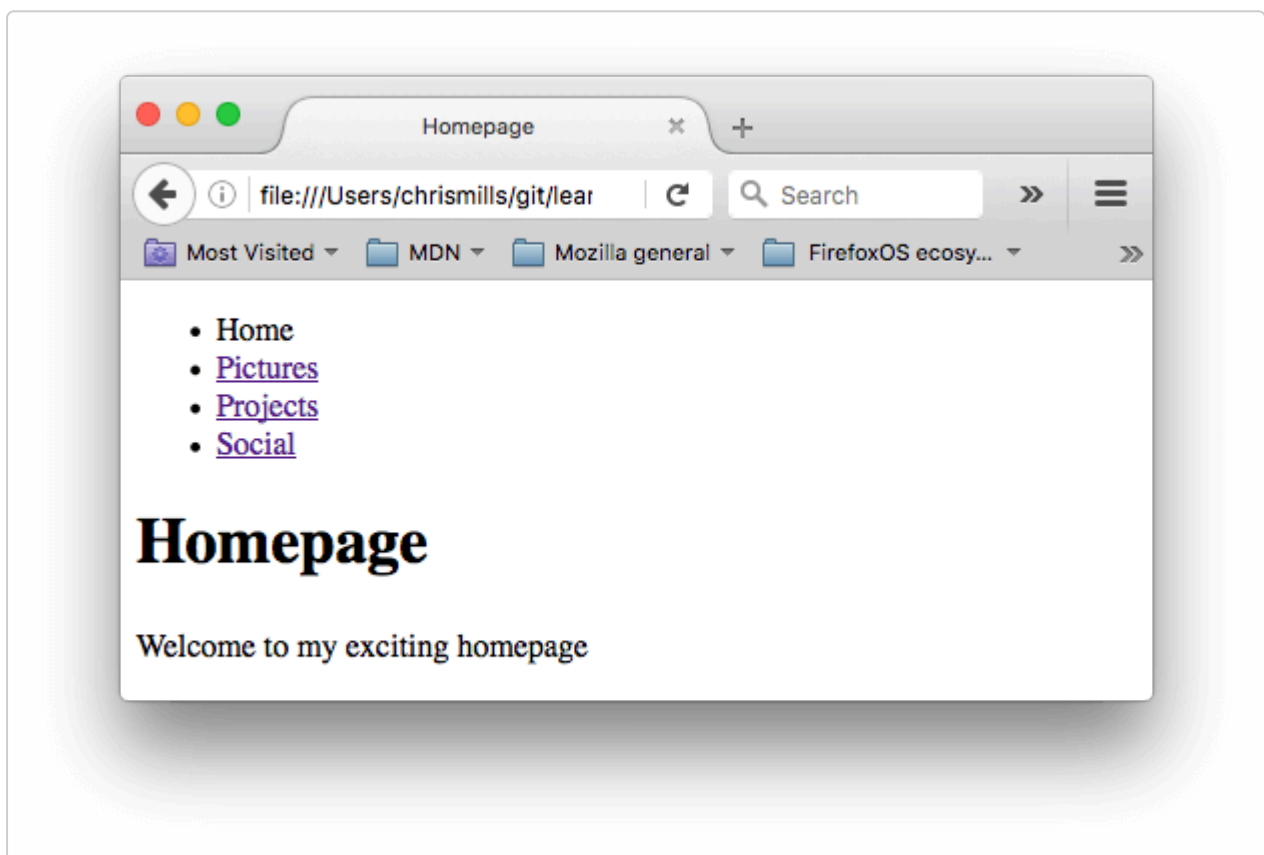 Homepage
file:///Users/chrismills/git/lear
Search
Most Visited MDN Mozilla general FirefoxOS ecosy...
Home
Pictures
Projects
Social
Homepage
Welcome to my exciting homepage